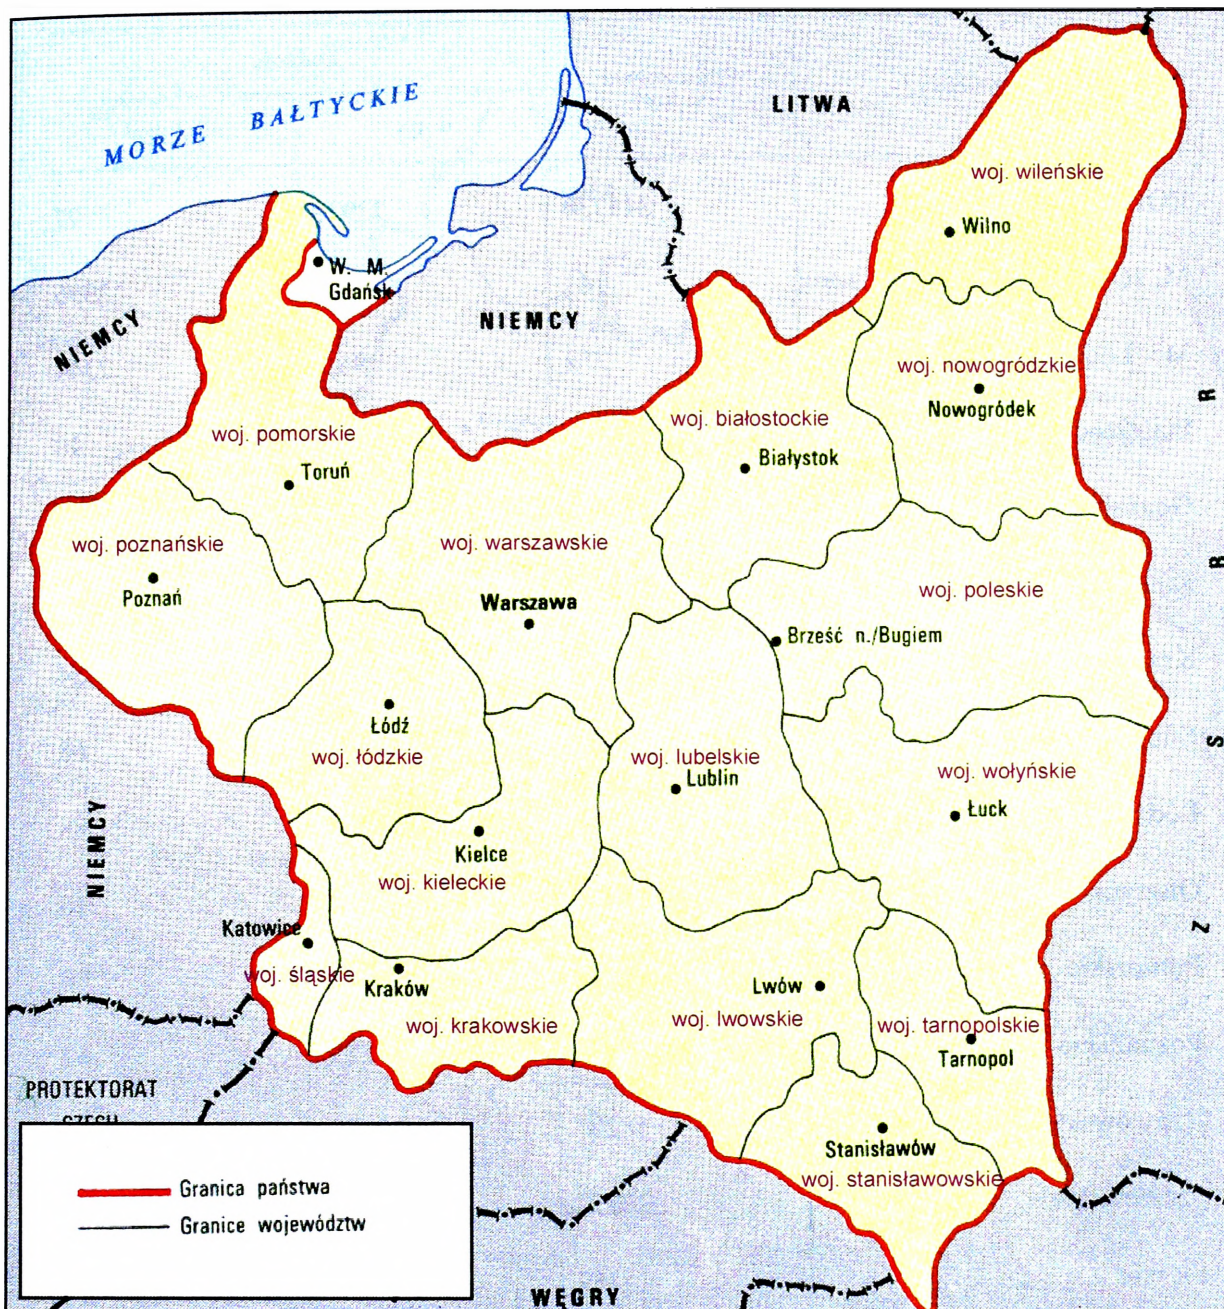 MORZE BAŁTYCKIE
LITWA
woj. wileńskie
Wilno
W. M.
Gdańsk
NIEMCY
NIEMCY
woj. nowogródzkie
Nowogródek
woj. białostockie
Białystok
woj. pomorskie
Toruń
woj. poznańskie
Poznań
woj. warszawskie
Warszawa
woj. poleskie
Brześć n./Bugiem
Łódź
woj. łódzkie
woj. lubelskie
Lublin
woj. wołyńskie
Łuck
NIEMCY
Kielce
woj. kieleckie
Katowice
woj. śląskie
Kraków
woj. krakowskie
Lwów
woj. lwowskie
woj. tarnopolskie
Tarnopol
Z S R R
PROTEKTORAT
CZECH
Stanisławów
woj. stanisławowskie
Granica państwa
Granice województw
WĘGRY